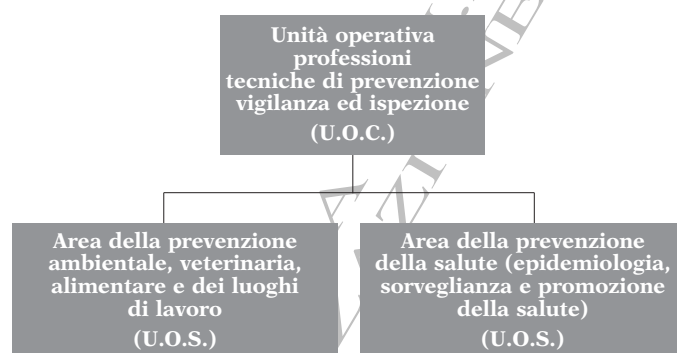 Unità operativa
professioni
tecniche di prevenzione
vigilanza ed ispezione
(U.O.C.)
Area della prevenzione
ambientale, veterinaria,
alimentare e dei luoghi
di lavoro
(U.O.S.)
Area della prevenzione
della salute (epidemiologia,
sorveglianza e promozione
della salute)
(U.O.S.)